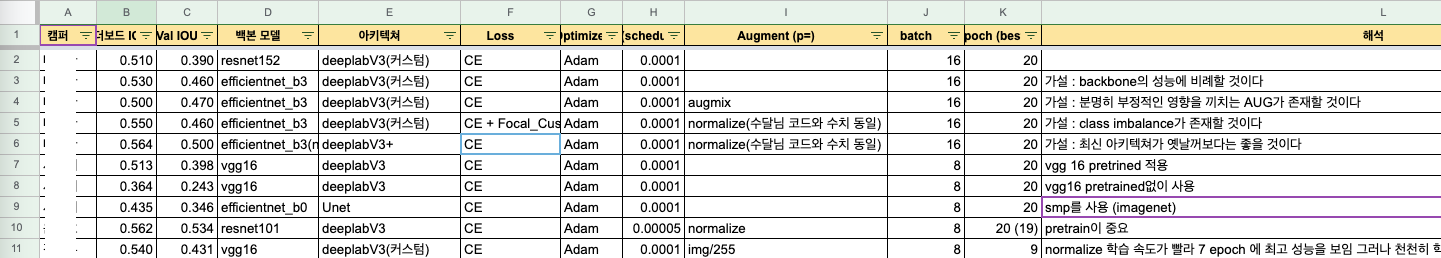 A B C D E F G H I J K L
1 캠퍼 더보드 IC Val IOU 백본 모델 아키텍쳐 Loss Optimize (schedu Augment (p=) batch poch (bes 해석
2 0.510 0.390 resnet152 deeplabV3(커스텀) CE Adam 0.0001 16 20
3 0.530 0.460 efficientnet_b3 deeplabV3(커스텀) CE Adam 0.0001 16 20 가설 : backbone의 성능에 비례할 것이다
4 0.500 0.470 efficientnet_b3 deeplabV3(커스텀) CE Adam 0.0001 augmix 16 20 가설 : 분명히 부정적인 영향을 끼치는 AUG가 존재할 것이다
5 0.550 0.460 efficientnet_b3 deeplabV3(커스텀) CE + Focal_Cus Adam 0.0001 normalize(수달님 코드와 수치 동일) 16 20 가설 : class imbalance가 존재할 것이다
6 0.564 0.500 efficientnet_b3(n deeplabV3+ CE Adam 0.0001 normalize(수달님 코드와 수치 동일) 16 20 가설 : 최신 아키텍쳐가 옛날꺼보다는 좋을 것이다
7 0.513 0.398 vgg16 deeplabV3 CE Adam 0.0001 8 20 vgg 16 pretrined 적용
8 0.364 0.243 vgg16 deeplabV3 CE Adam 0.0001 8 20 vgg16 pretrained없이 사용
9 0.435 0.346 efficientnet_b0 Unet CE Adam 0.0001 8 20 smp를 사용 (imagenet)
10 0.562 0.534 resnet101 deeplabV3 CE Adam 0.00005 normalize 8 20 (19) pretrain이 중요
11 0.540 0.431 vgg16 deeplabV3(커스텀) CE Adam 0.0001 img/255 8 9 normalize 학습 속도가 빨라 7 epoch 에 최고 성능을 보임 그러나 천천히